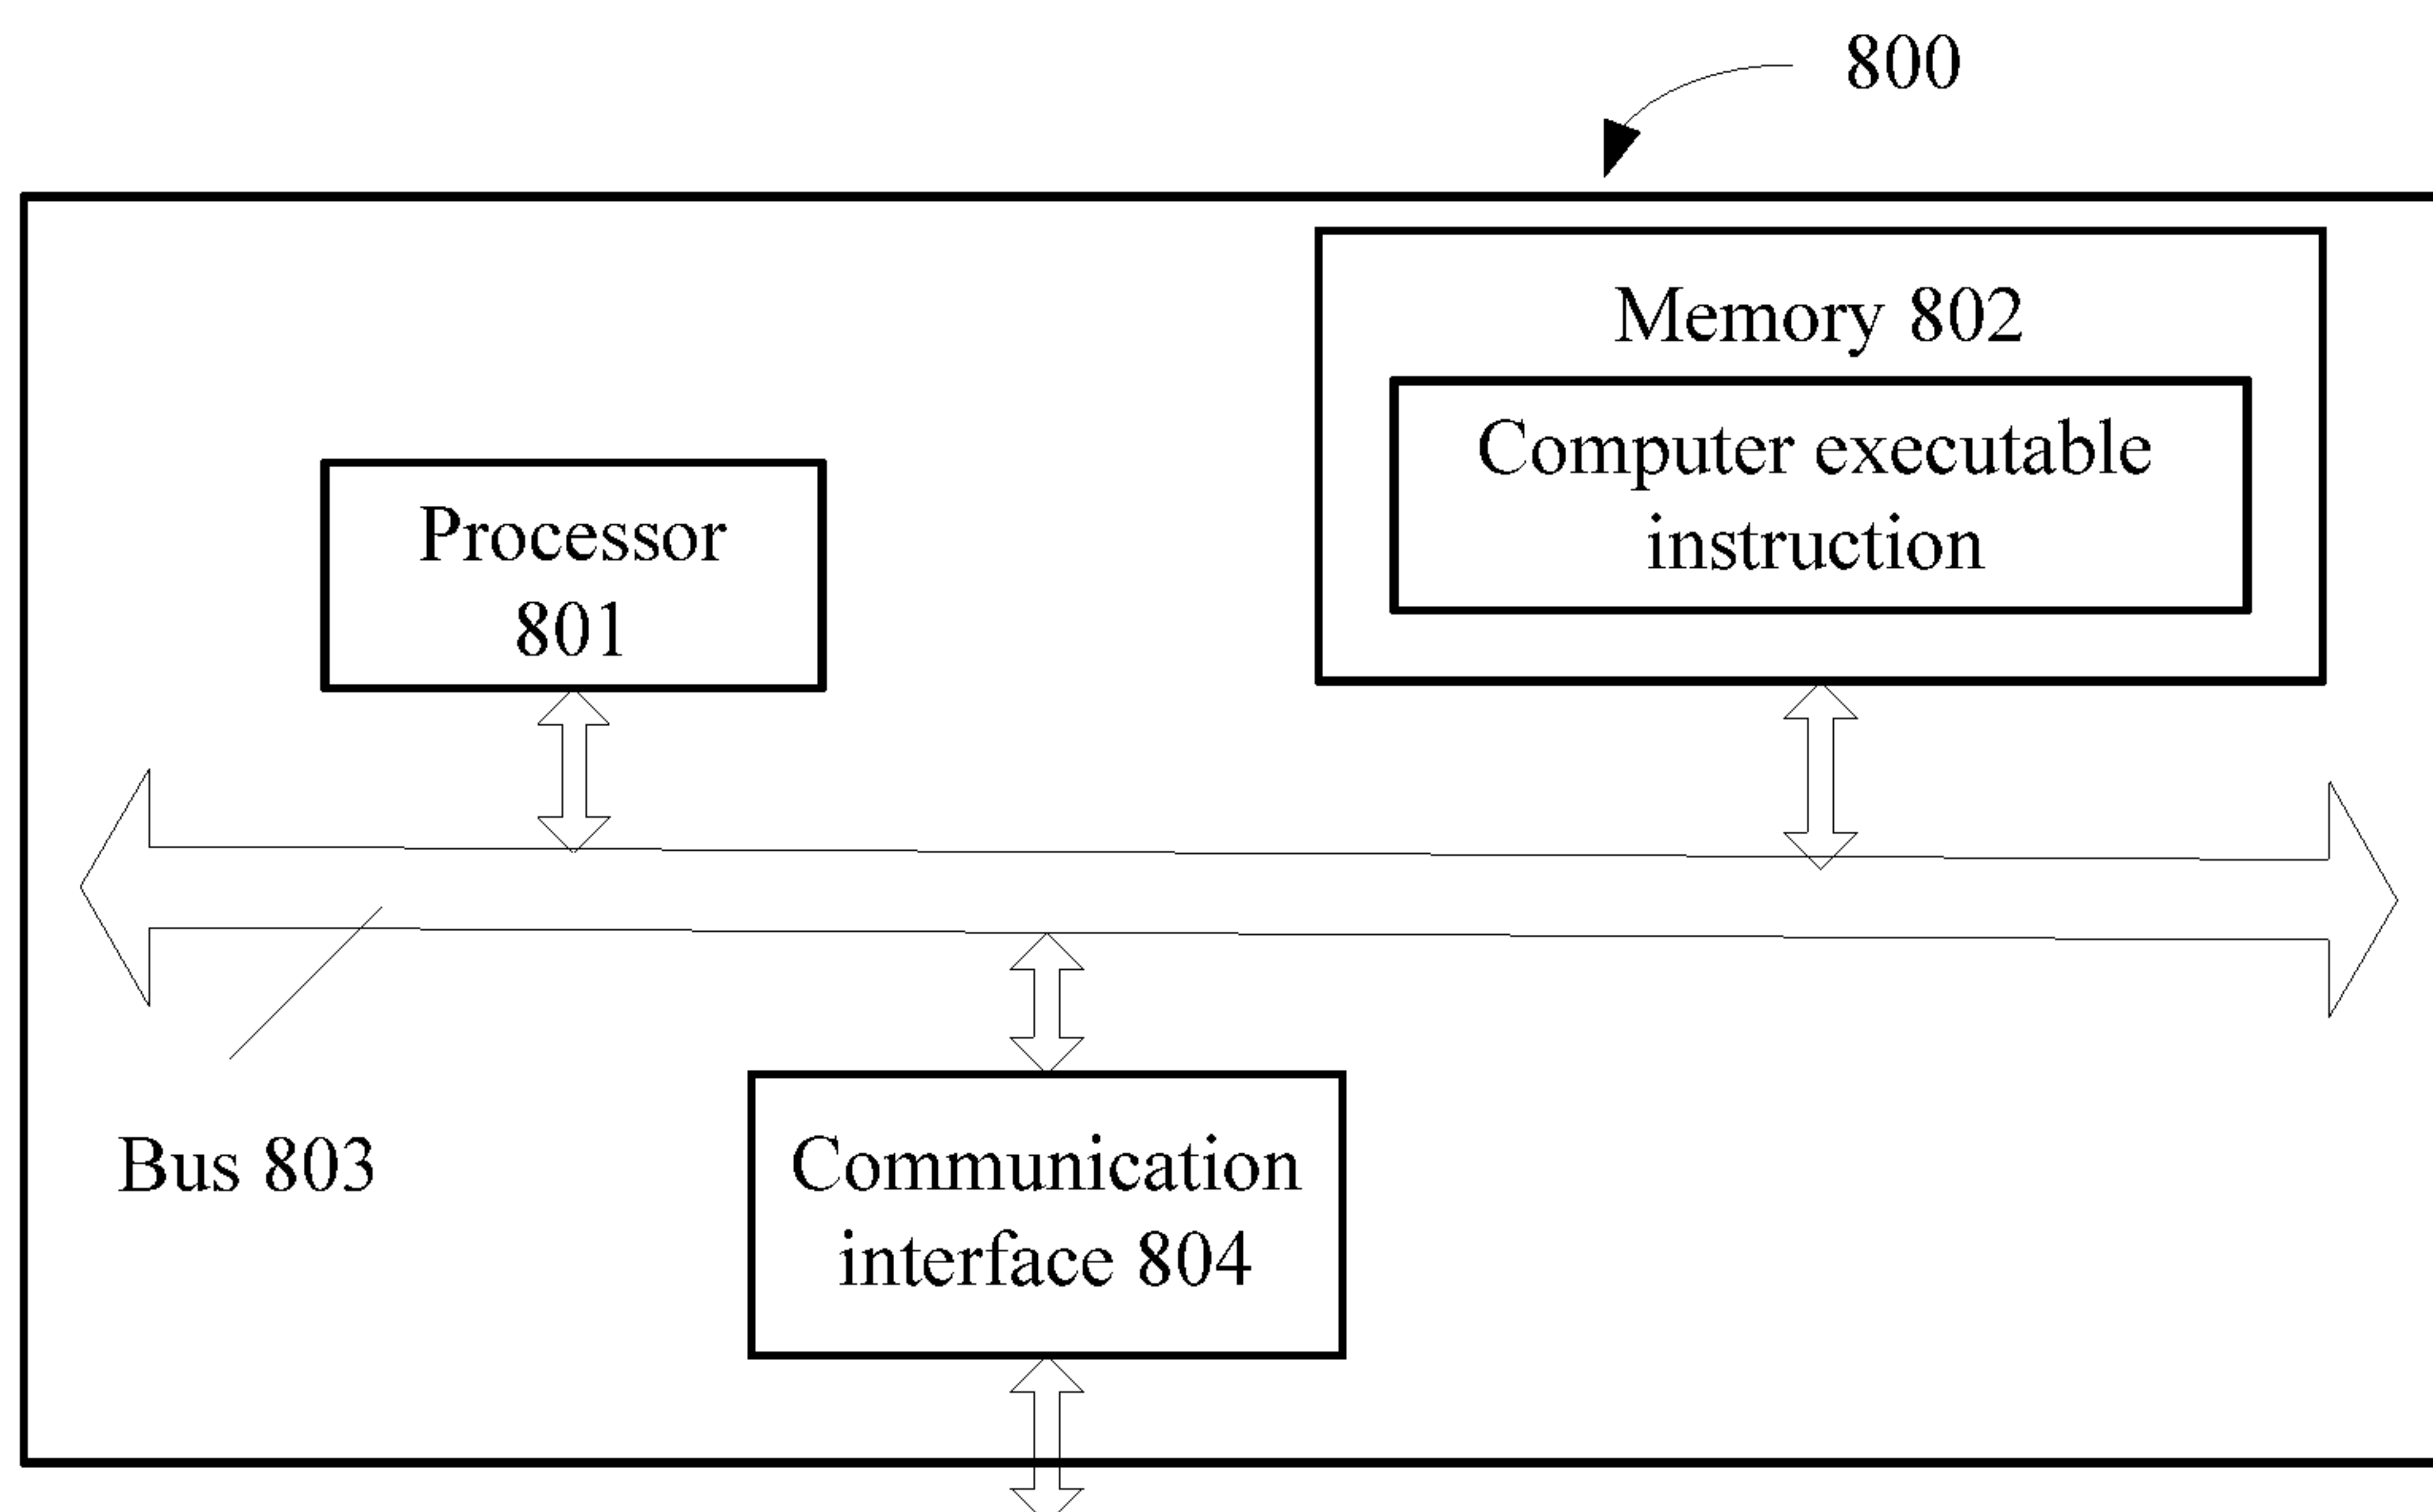 800
Memory 802
Computer executable
instruction
Processor
801
Bus 803
Communication
interface 804